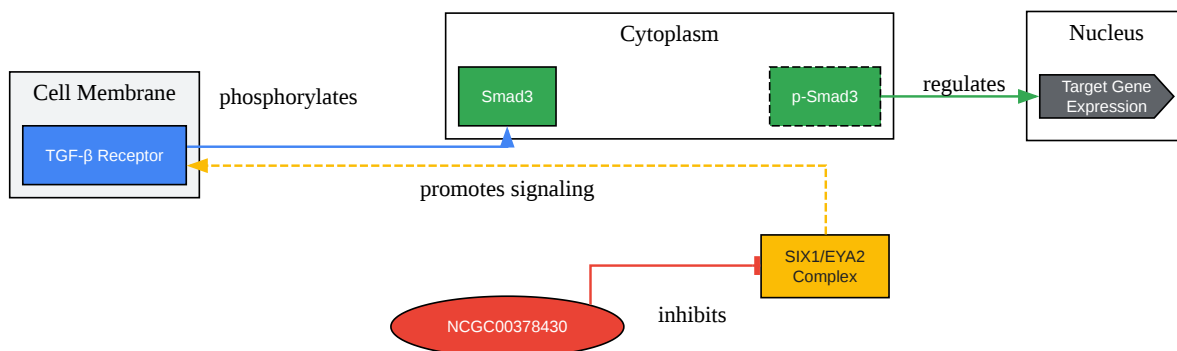 Cytoplasm
Nucleus
Cell Membrane
phosphorylates
Smad3
p-Smad3
regulates
Target Gene
Expression
TGF-β Receptor
promotes signaling
SIX1/EYA2
Complex
inhibits
NCGC00378430